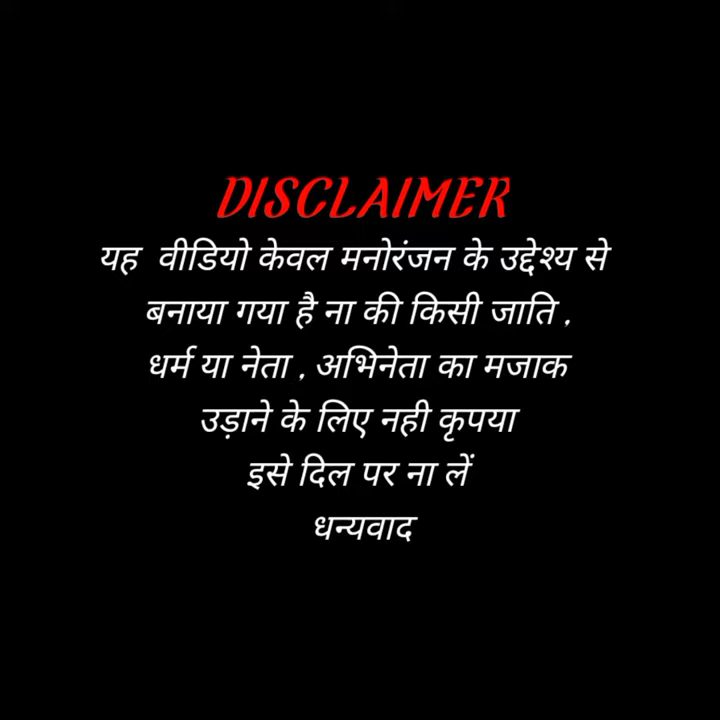 DISCLAIMER
यह वीडियो केवल मनोरंजन के उद्देश्य से
बनाया गया है ना की किसी जाति ,
धर्म या नेता , अभिनेता का मजाक
उड़ाने के लिए नही कृपया
इसे दिल पर ना लें
धन्यवाद